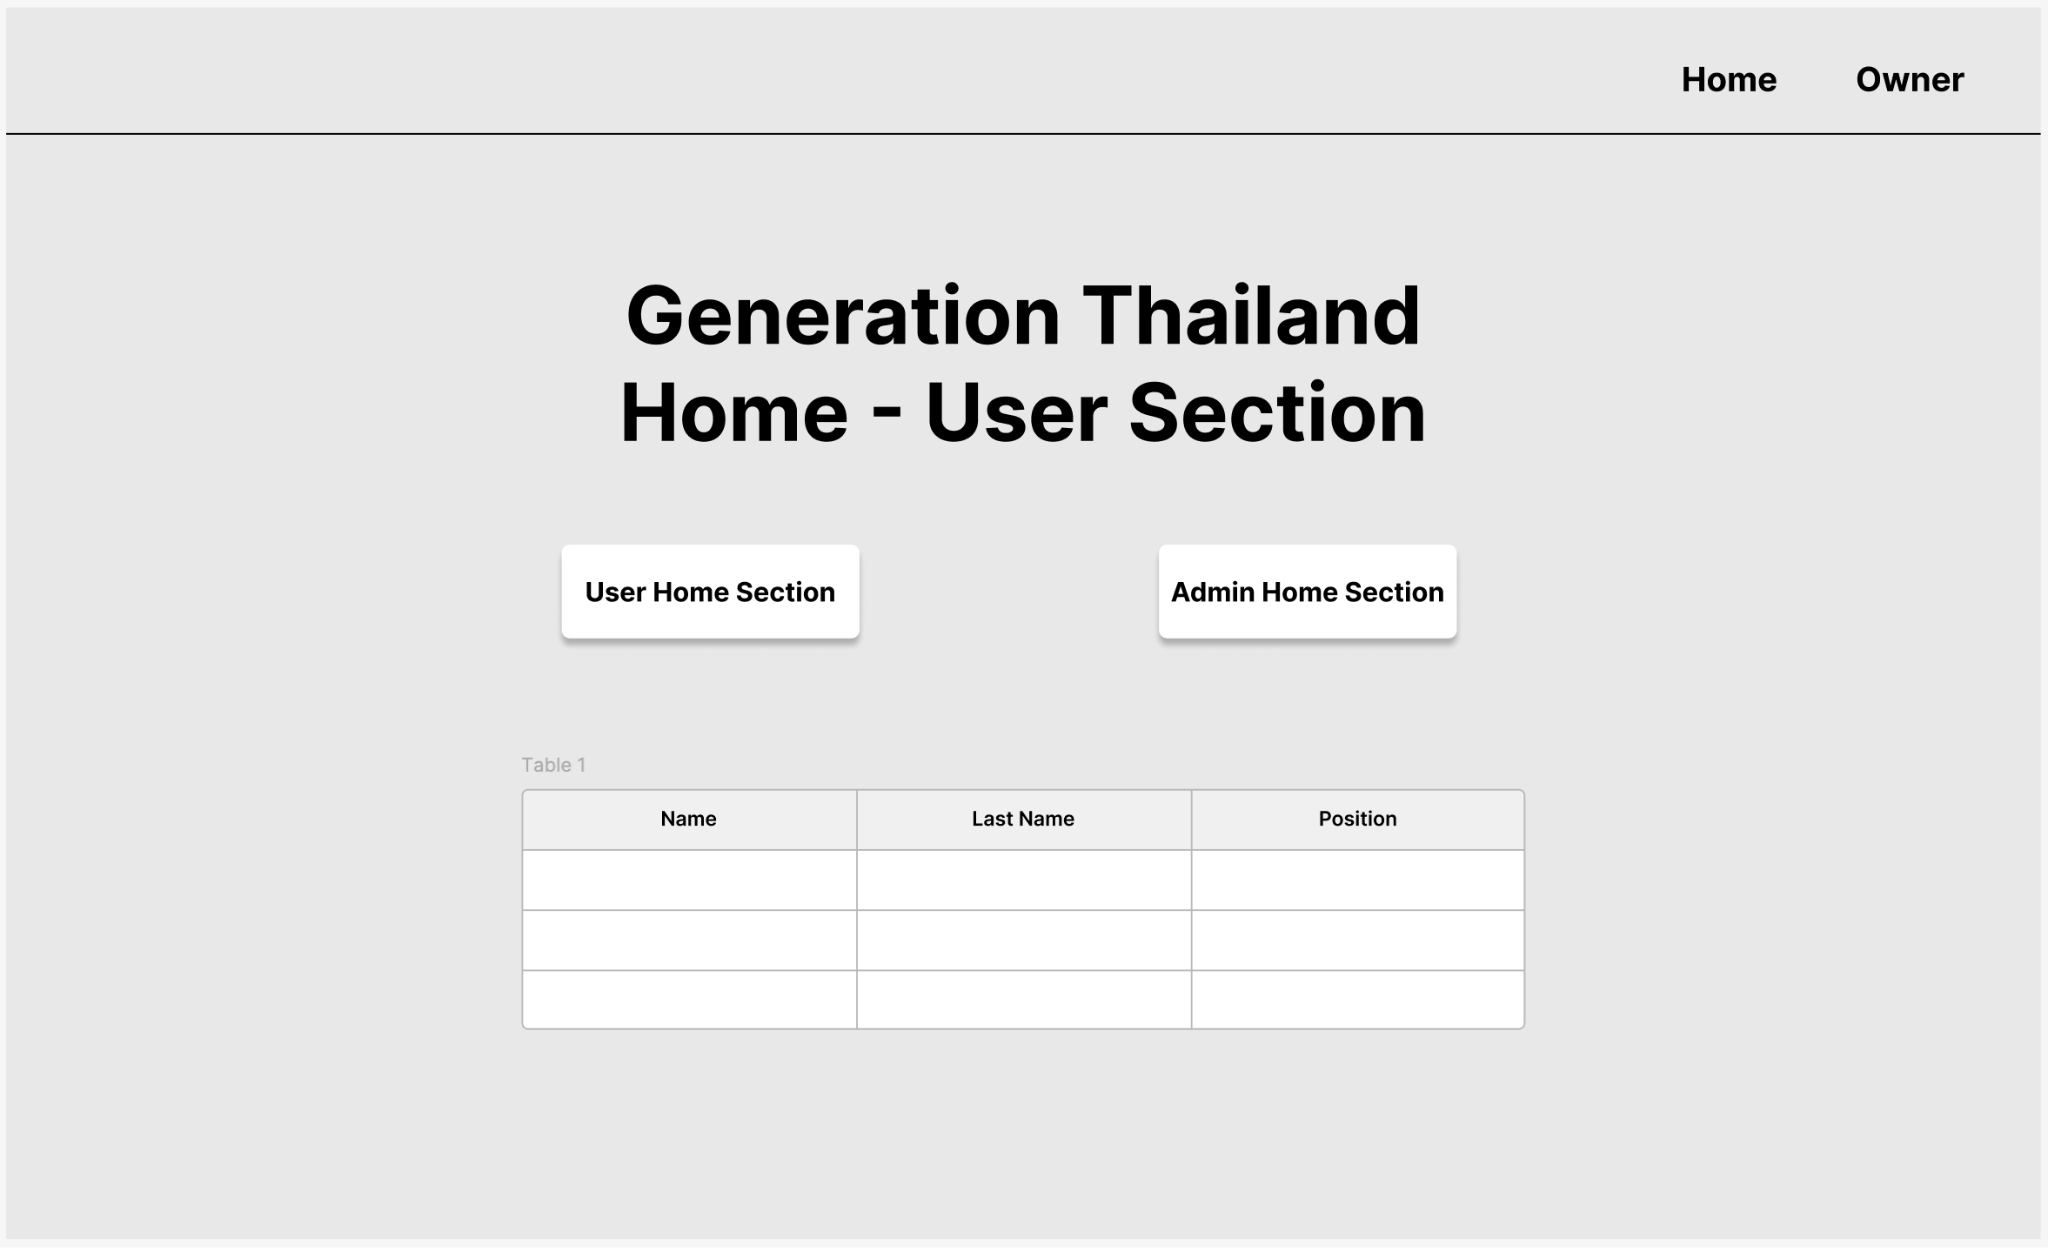 Home Owner
Generation Thailand
Home - User Section
User Home Section Admin Home Section
Table 1
Name Last Name Position